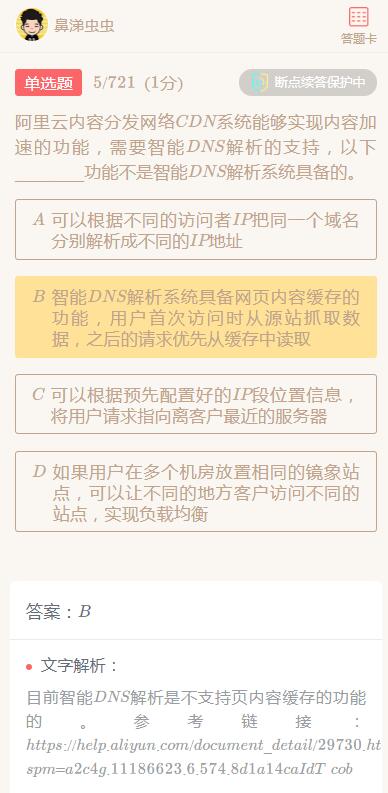 鼻涕虫虫
答题卡
单选题 5/721 (1分) 断点续答保护中
阿里云内容分发网络CDN系统能够实现内容加
速的功能，需要智能DNS解析的支持，以下
________功能不是智能DNS解析系统具备的。
A 可以根据不同的访问者IP把同一个域名
分别解析成不同的IP地址
B 智能DNS解析系统具备网页内容缓存的
功能，用户首次访问时从源站抓取数
据，之后的请求优先从缓存中读取
C 可以根据预先配置好的IP段位置信息，
将用户请求指向离客户最近的服务器
D 如果用户在多个机房放置相同的镜象站
点，可以让不同的地方客户访问不同的
站点，实现负载均衡
答案：B
文字解析：
目前智能DNS解析是不支持页内容缓存的功能
的。参考链接：
https://help.aliyun.com/document_detail/29730.ht
spm=a2c4g.11186623.6.574.8d1a14caIdT cob